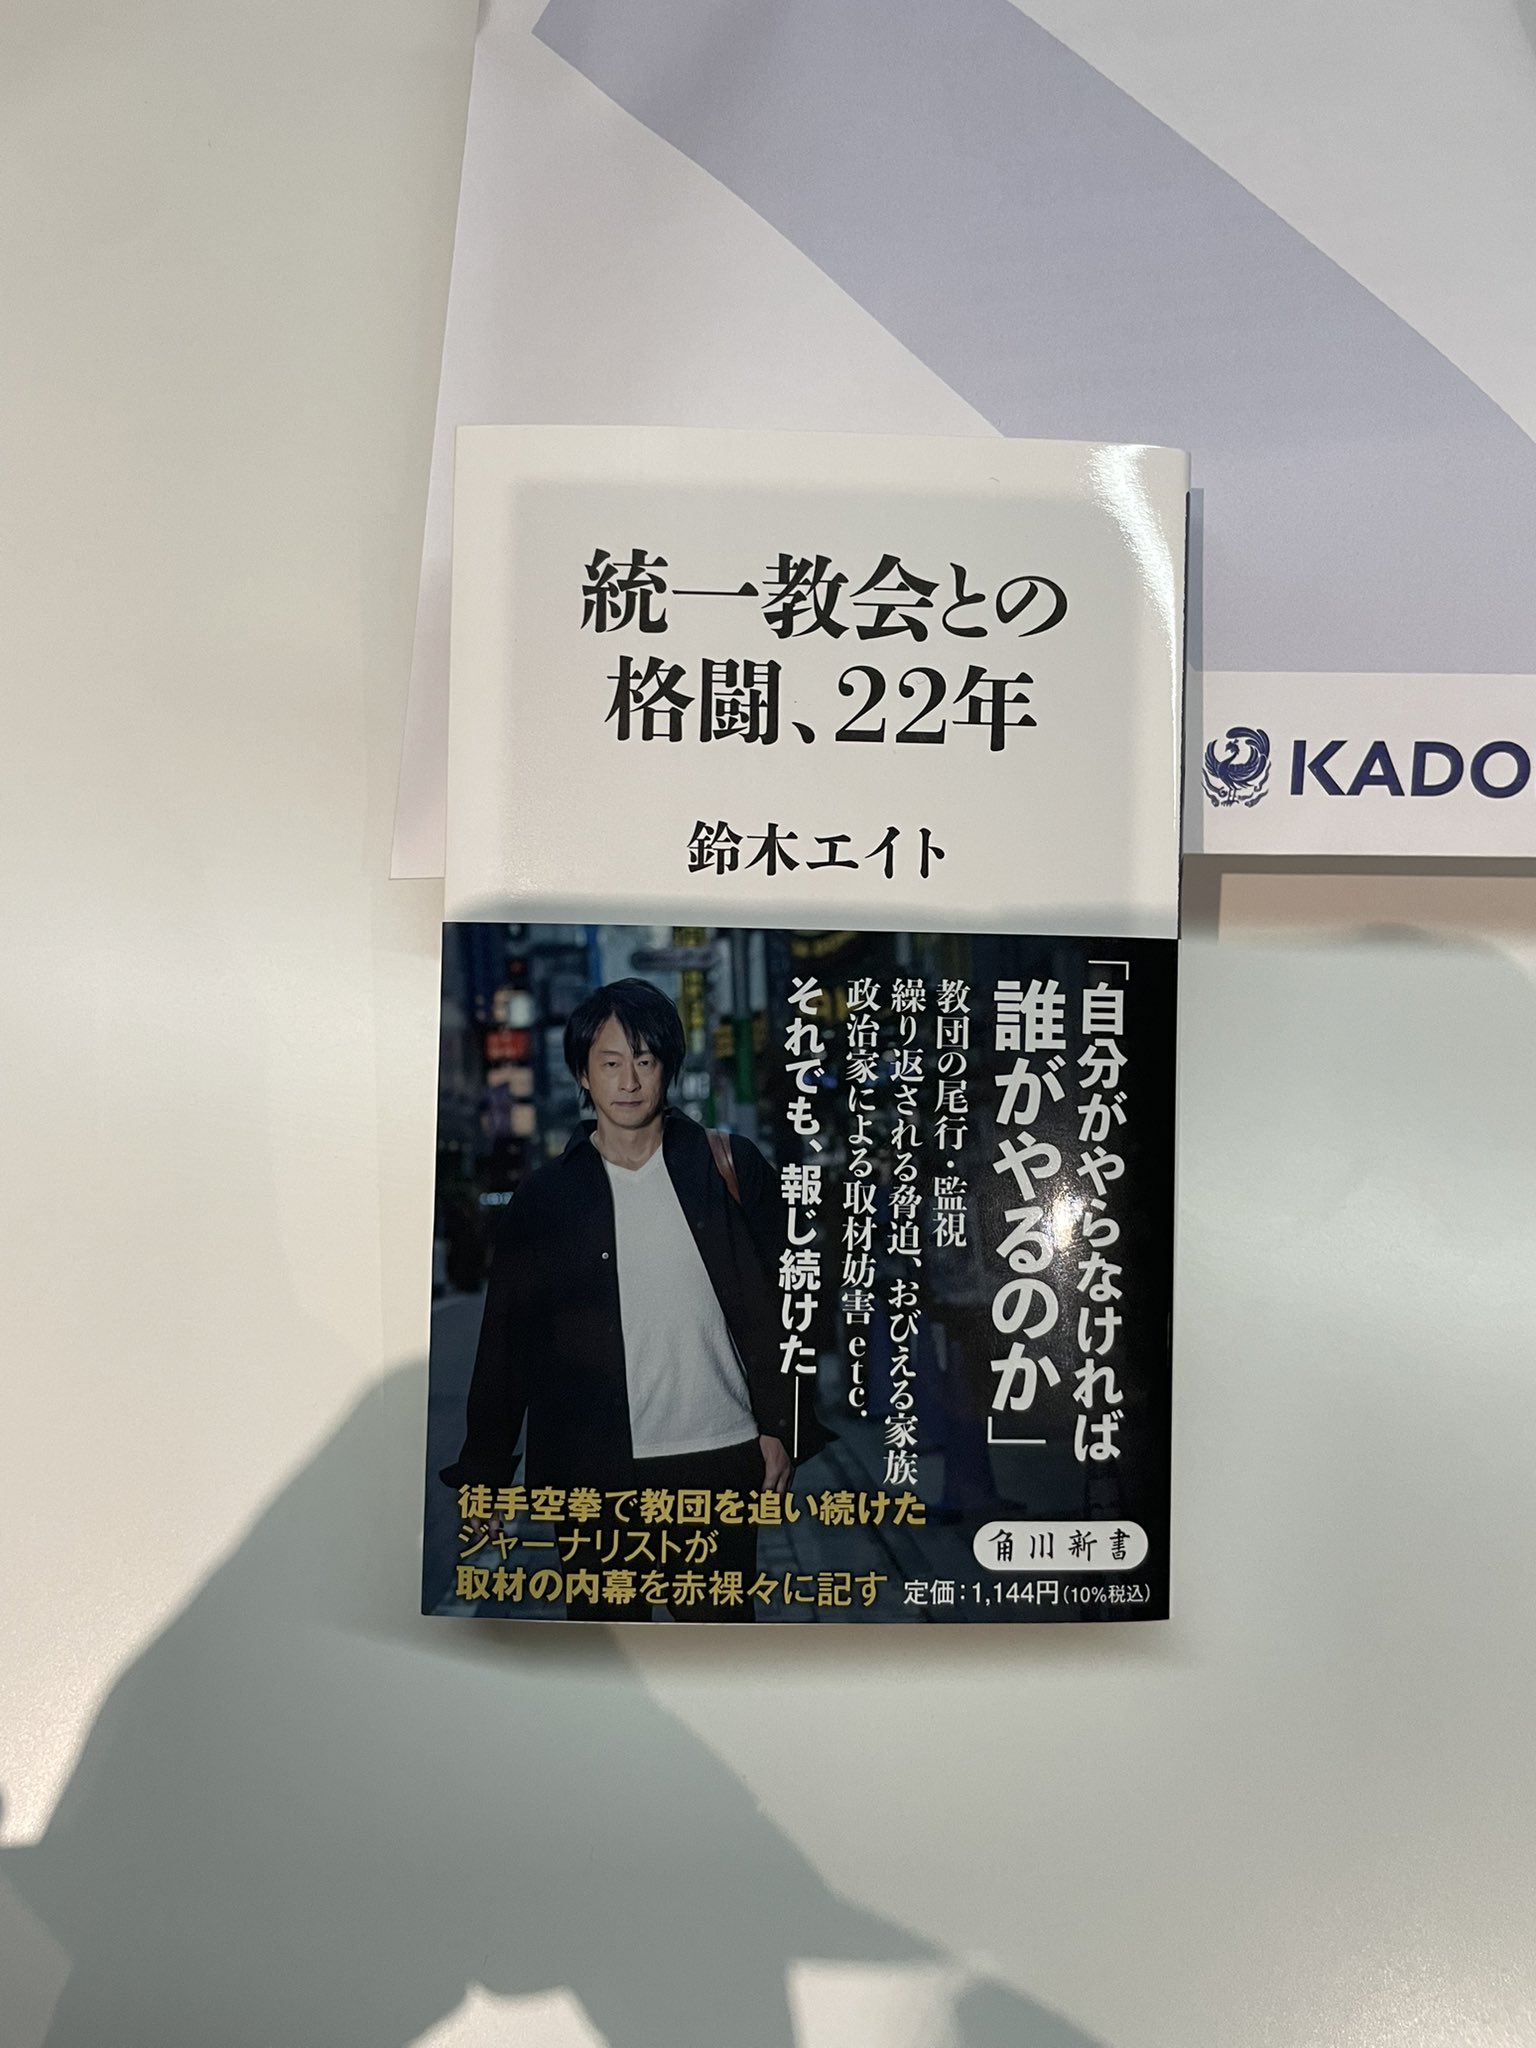 統一教会との
格闘、22年
鈴木エイト
KADO
「自分がやらなければ
誰がやるのか」
教団の尾行・監視
繰り返される脅迫、おびえる家族
政治家による取材妨害 etc.
それでも、報じ続けた――
徒手空拳で教団を追い続けた
ジャーナリストが
取材の内幕を赤裸々に記す
角川新書
定価：1,144円（10%税込）